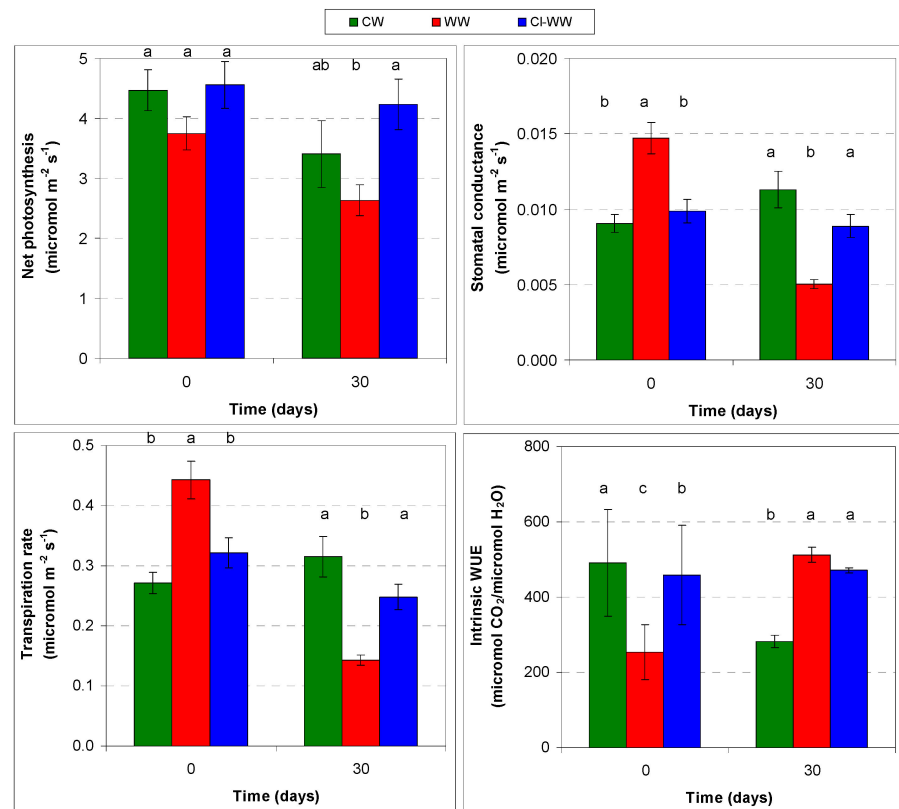 CW WW Cl-WW
a a a ab b a
5
4
3
2
1
0
Net photosynthesis
(micromol m⁻² s⁻¹)
0 30
Time (days)
b a b a b a
0.020
0.015
0.010
0.005
0.000
Stomatal conductance
(micromol m⁻² s⁻¹)
0 30
Time (days)
b a b a b a
0.5
0.4
0.3
0.2
0.1
0.0
Transpiration rate
(micromol m⁻² s⁻¹)
0 30
Time (days)
a c b b a a
800
600
400
200
0
Intrinsic WUE
(micromol CO₂/micromol H₂O)
0 30
Time (days)